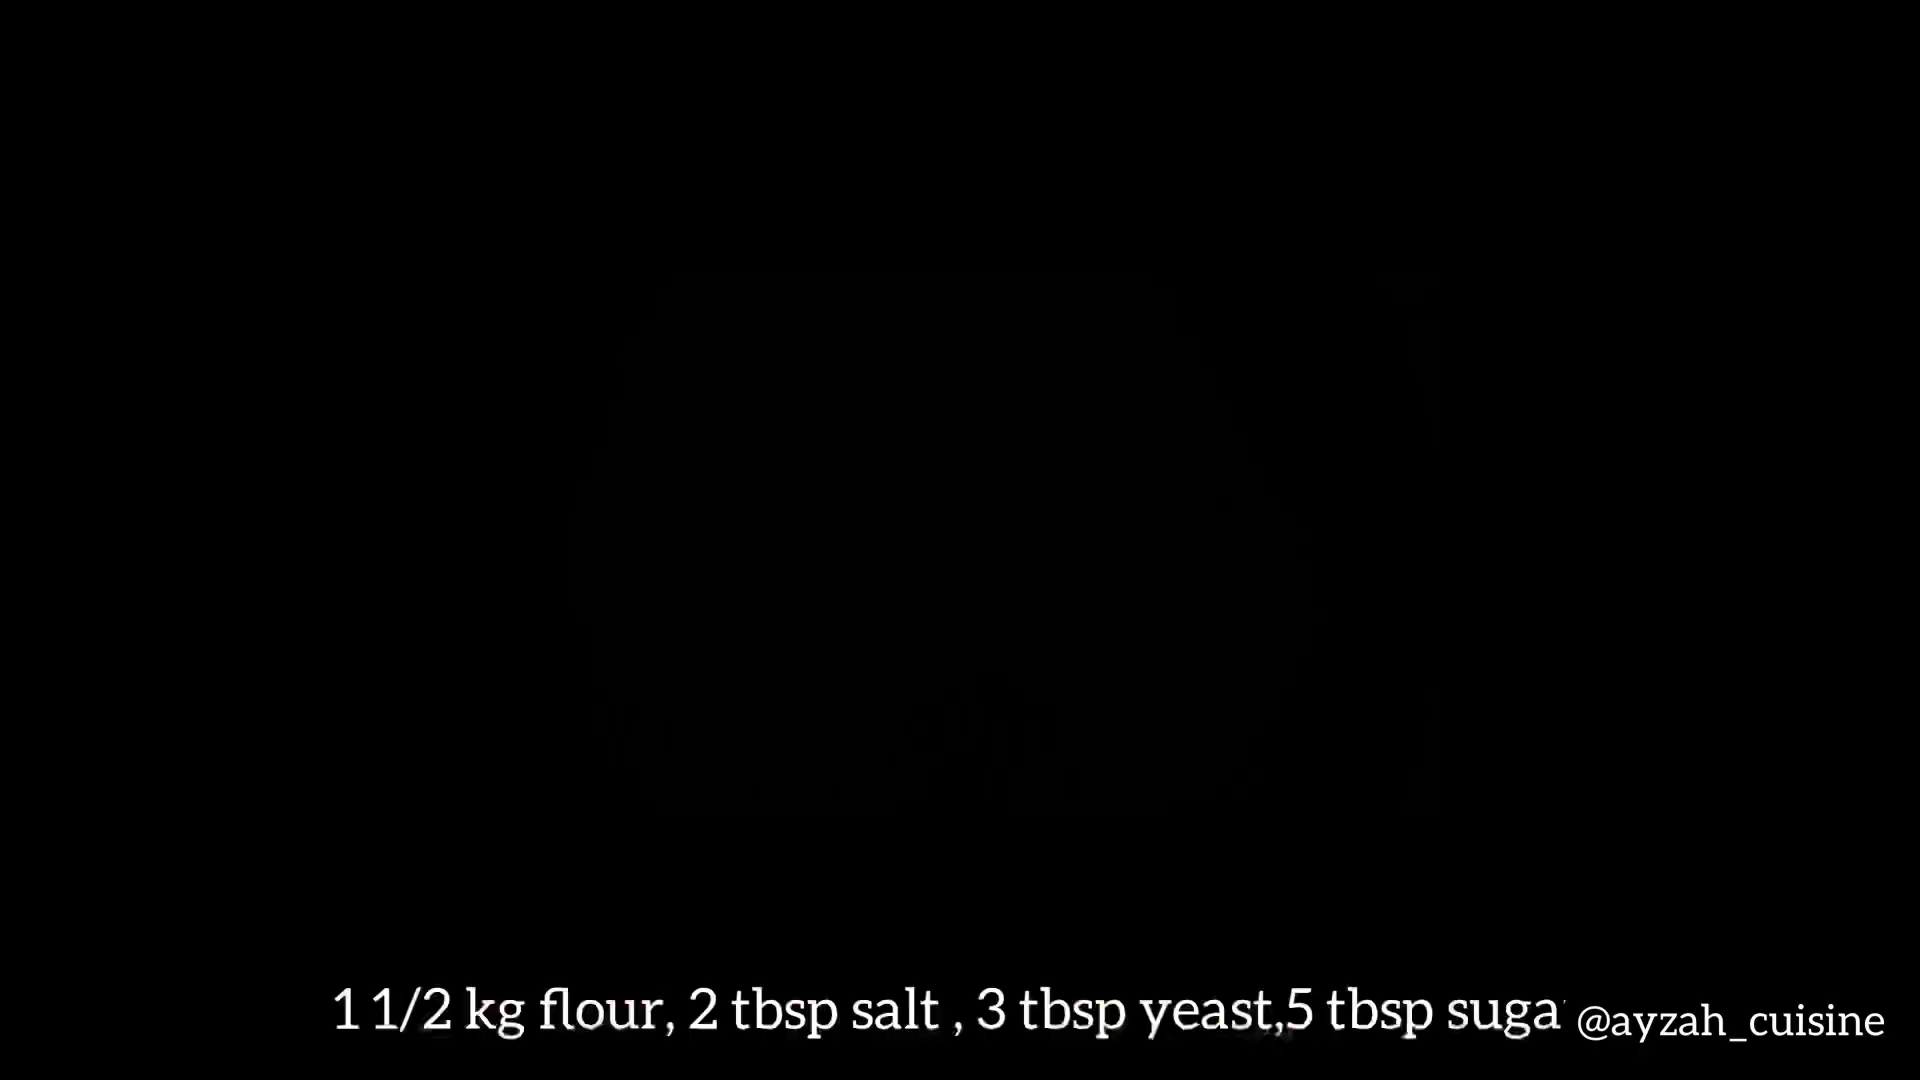 1 1/2 kg flour, 2 tbsp salt , 3 tbsp yeast,5 tbsp suga
@ayzah_cuisine